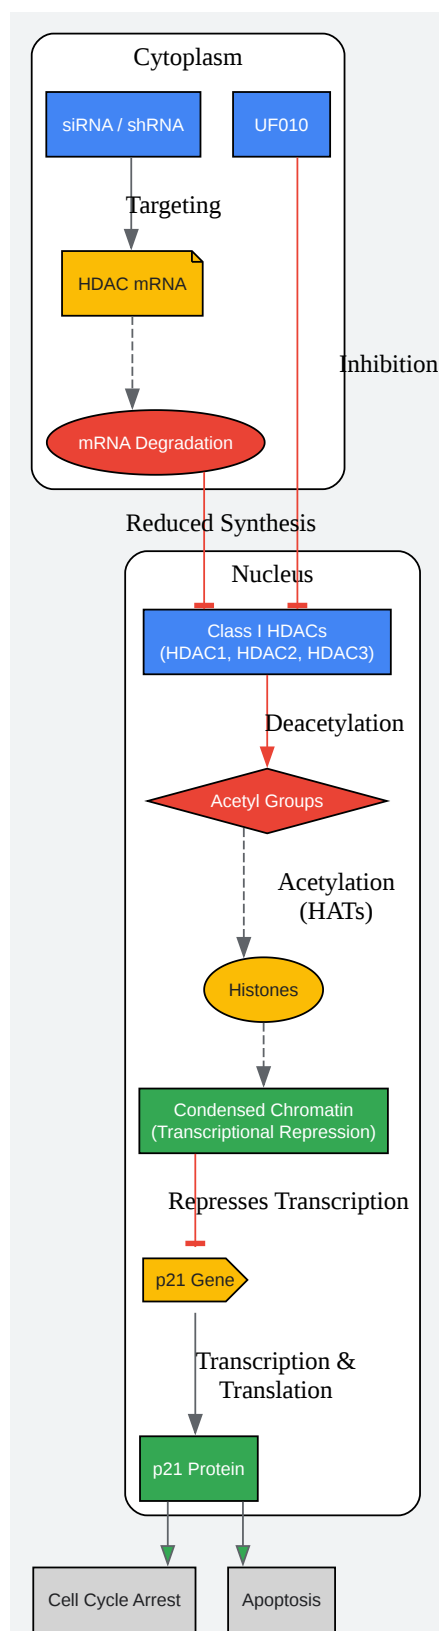 Cytoplasm
siRNA / shRNA
UF010
Targeting
HDAC mRNA
Inhibition
mRNA Degradation
Reduced Synthesis
Nucleus
Class I HDACs
(HDAC1, HDAC2, HDAC3)
Deacetylation
Acetyl Groups
Acetylation
(HATs)
Histones
Condensed Chromatin
(Transcriptional Repression)
Represses Transcription
p21 Gene
Transcription &
Translation
p21 Protein
Cell Cycle Arrest
Apoptosis